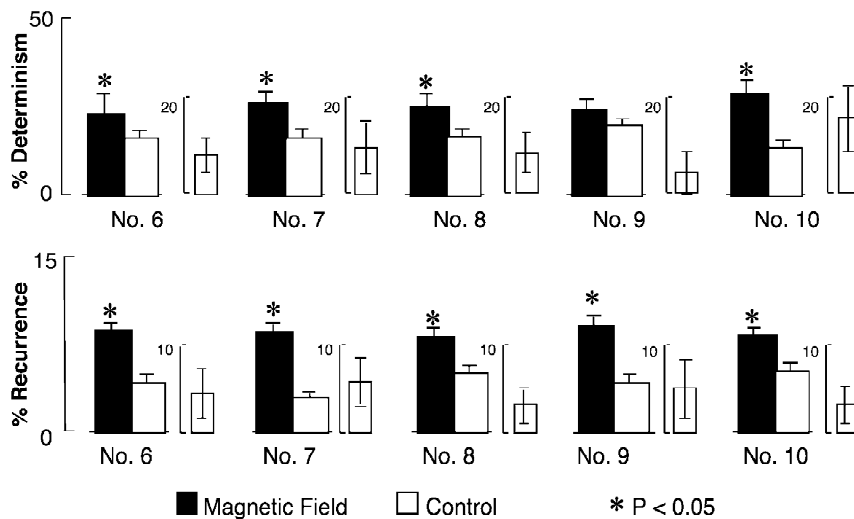 50
% Determinism
0
* * * *
20 20 20 20 20
No. 6 No. 7 No. 8 No. 9 No. 10
15
% Recurrence
0
* * * * *
10 10 10 10 10
No. 6 No. 7 No. 8 No. 9 No. 10
Magnetic Field Control * P < 0.05